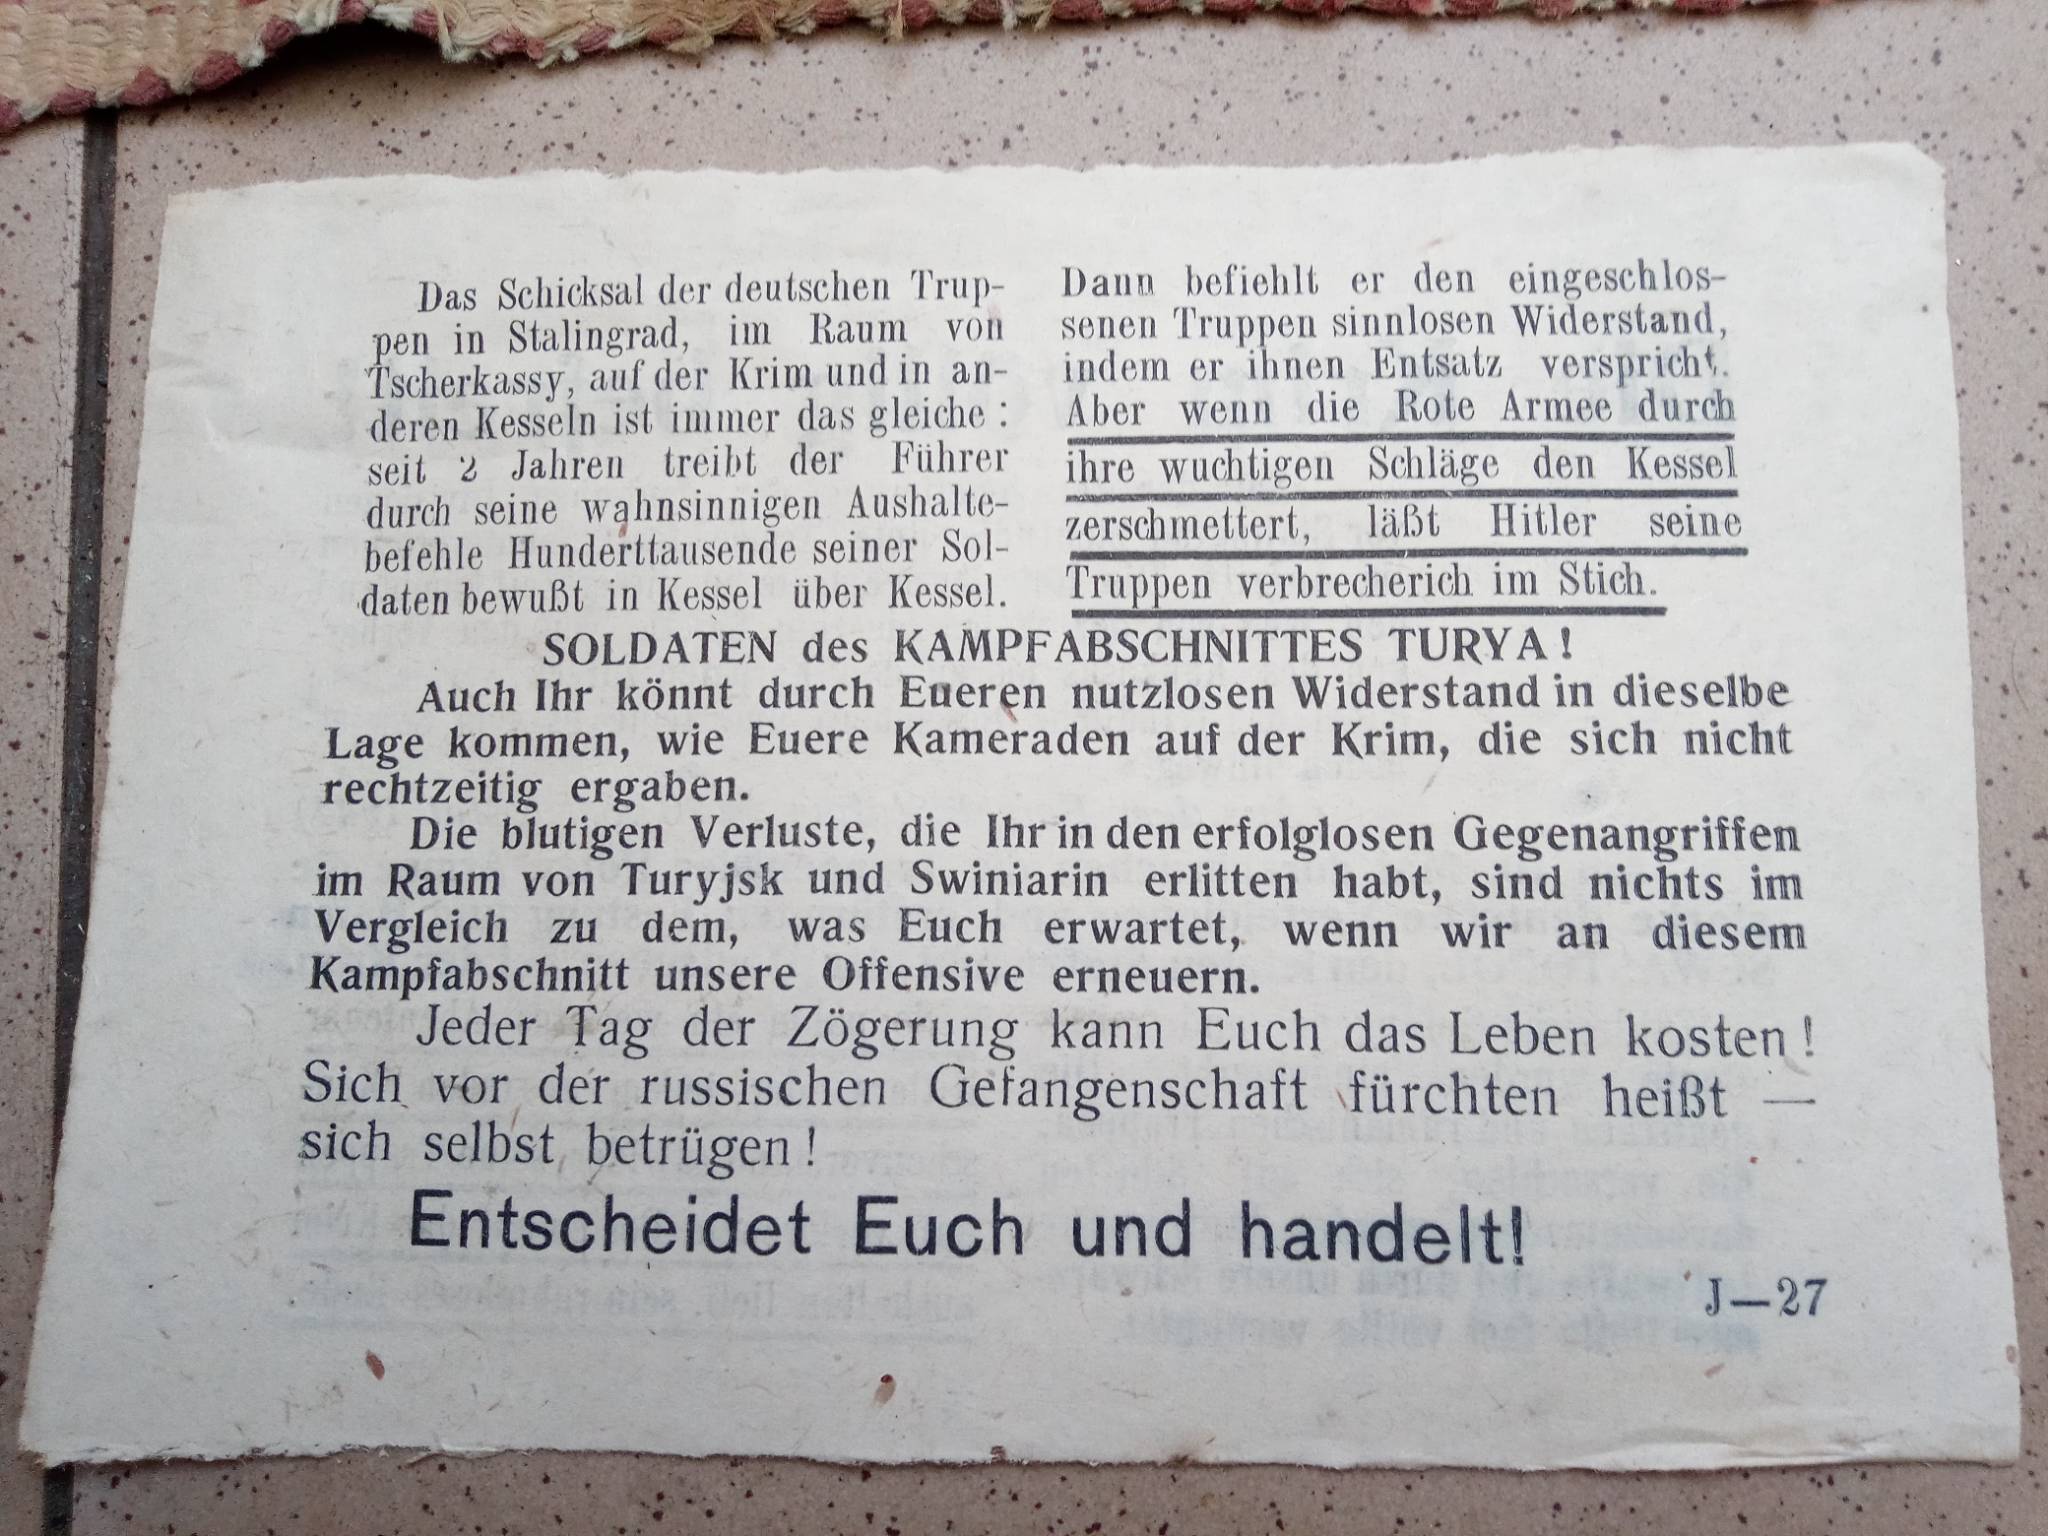 Das Schicksal der deutschen Trup-
pen in Stalingrad, im Raum von
Tscherkassy, auf der Krim und in an-
deren Kesseln ist immer das gleiche:
seit 2 Jahren treibt der Führer
durch seine wahnsinnigen Aushalte-
befehle Hunderttausende seiner Sol-
daten bewußt in Kessel über Kessel.
Dann befiehlt er den eingeschlos-
senen Truppen sinnlosen Widerstand,
indem er ihnen Entsatz verspricht.
Aber wenn die Rote Armee durch
ihre wuchtigen Schläge den Kessel
zerschmettert, läßt Hitler seine
Truppen verbrecherich im Stich.
SOLDATEN des KAMPFABSCHNITTES TURYA!
Auch Ihr könnt durch Eueren nutzlosen Widerstand in dieselbe
Lage kommen, wie Euere Kameraden auf der Krim, die sich nicht
rechtzeitig ergaben.
Die blutigen Verluste, die Ihr in den erfolglosen Gegenangriffen
im Raum von Turyjsk und Swiniarin erlitten habt, sind nichts im
Vergleich zu dem, was Euch erwartet, wenn wir an diesem
Kampfabschnitt unsere Offensive erneuern.
Jeder Tag der Zögerung kann Euch das Leben kosten!
Sich vor der russischen Gefangenschaft fürchten heißt —
sich selbst betrügen!
Entscheidet Euch und handelt!
J—27